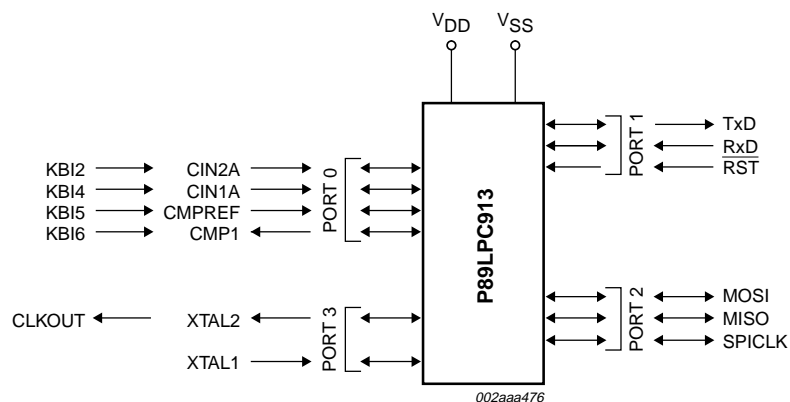 VDD VSS
PORT 1
TxD
RxD
RST
KBI2 CIN2A
KBI4 CIN1A
KBI5 CMPREF
KBI6 CMP1
PORT 0
P89LPC913
CLKOUT XTAL2
XTAL1
PORT 3
PORT 2
MOSI
MISO
SPICLK
002aaa476